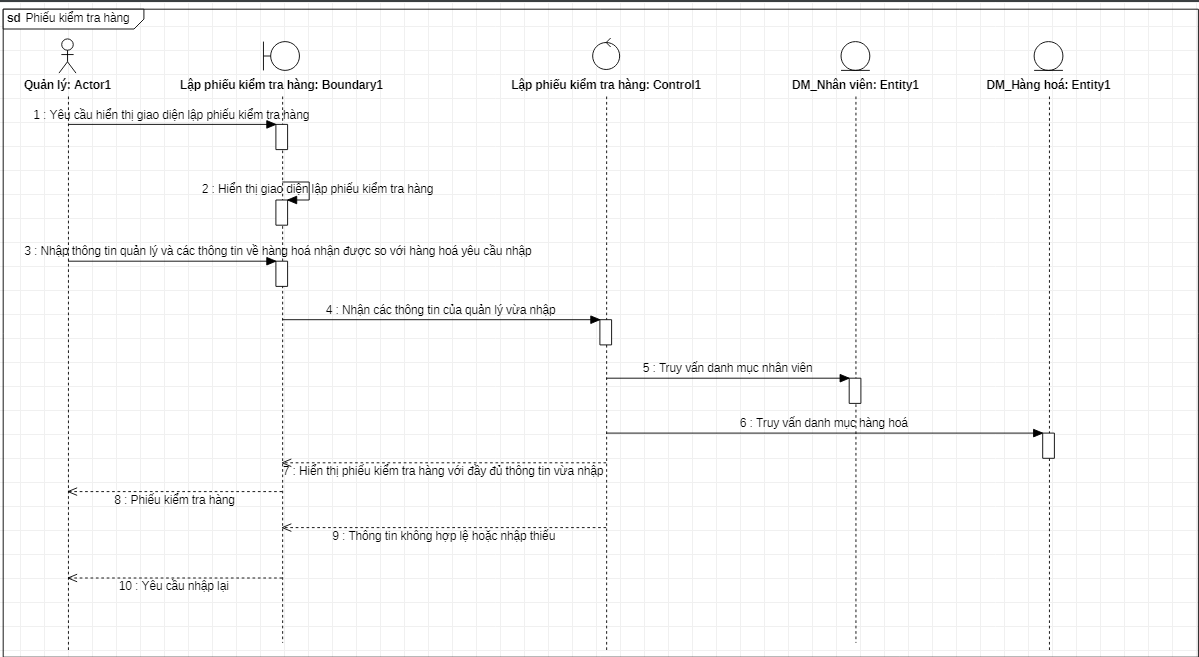 sd Phiếu kiểm tra hàng
Quản lý: Actor1
Lập phiếu kiểm tra hàng: Boundary1
Lập phiếu kiểm tra hàng: Control1
DM_Nhân viên: Entity1
DM_Hàng hoá: Entity1
1 : Yêu cầu hiển thị giao diện lập phiếu kiểm tra hàng
2 : Hiển thị giao diện lập phiếu kiểm tra hàng
3 : Nhập thông tin quản lý và các thông tin về hàng hoá nhận được so với hàng hoá yêu cầu nhập
4 : Nhận các thông tin của quản lý vừa nhập
5 : Truy vấn danh mục nhân viên
6 : Truy vấn danh mục hàng hoá
7 : Hiển thị phiếu kiểm tra hàng với đầy đủ thông tin vừa nhập
8 : Phiếu kiểm tra hàng
9 : Thông tin không hợp lệ hoặc nhập thiếu
10 : Yêu cầu nhập lại